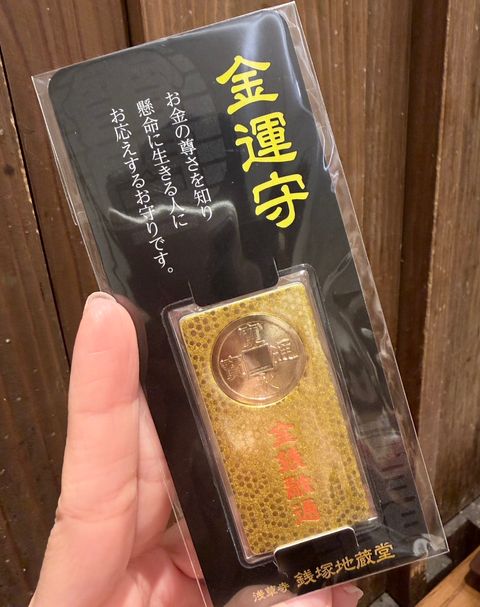 金運守
お金の尊さを知り
懸命に生きる人に
お応えするお守りです。
寛永通寳
金銭融通
浅草寺 銭塚地蔵堂